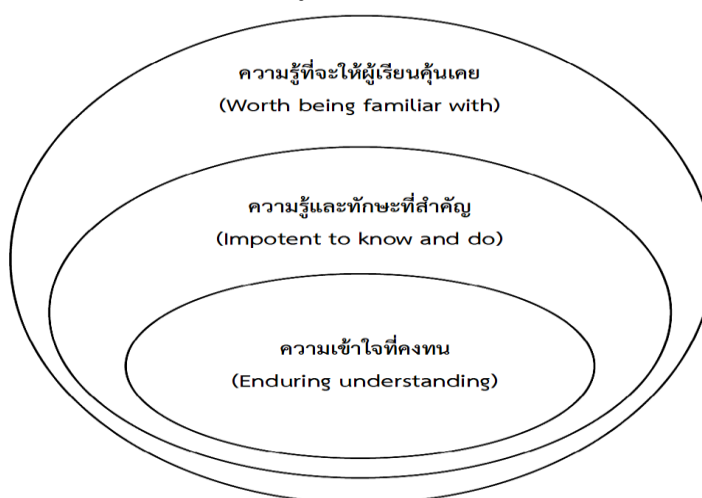 ความรู้ที่จะให้ผู้เรียนคุ้นเคย
(Worth being familiar with)
ความรู้และทักษะที่สำคัญ
(Impotent to know and do)
ความเข้าใจที่คงทน
(Enduring understanding)